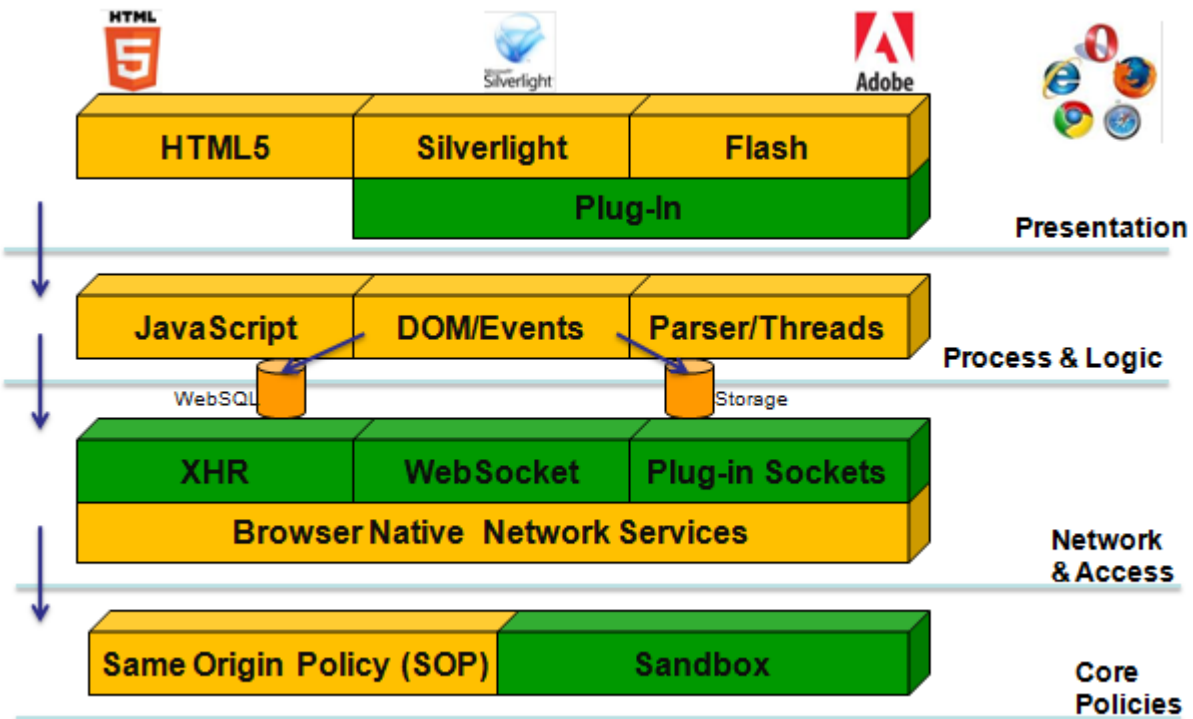 HTML
5
Microsoft
Silverlight
Adobe
HTML5
Silverlight
Flash
Plug-In
Presentation
JavaScript
DOM/Events
Parser/Threads
Process & Logic
WebSQL
Storage
XHR
WebSocket
Plug-in Sockets
Browser Native Network Services
Network
& Access
Same Origin Policy (SOP)
Sandbox
Core
Policies